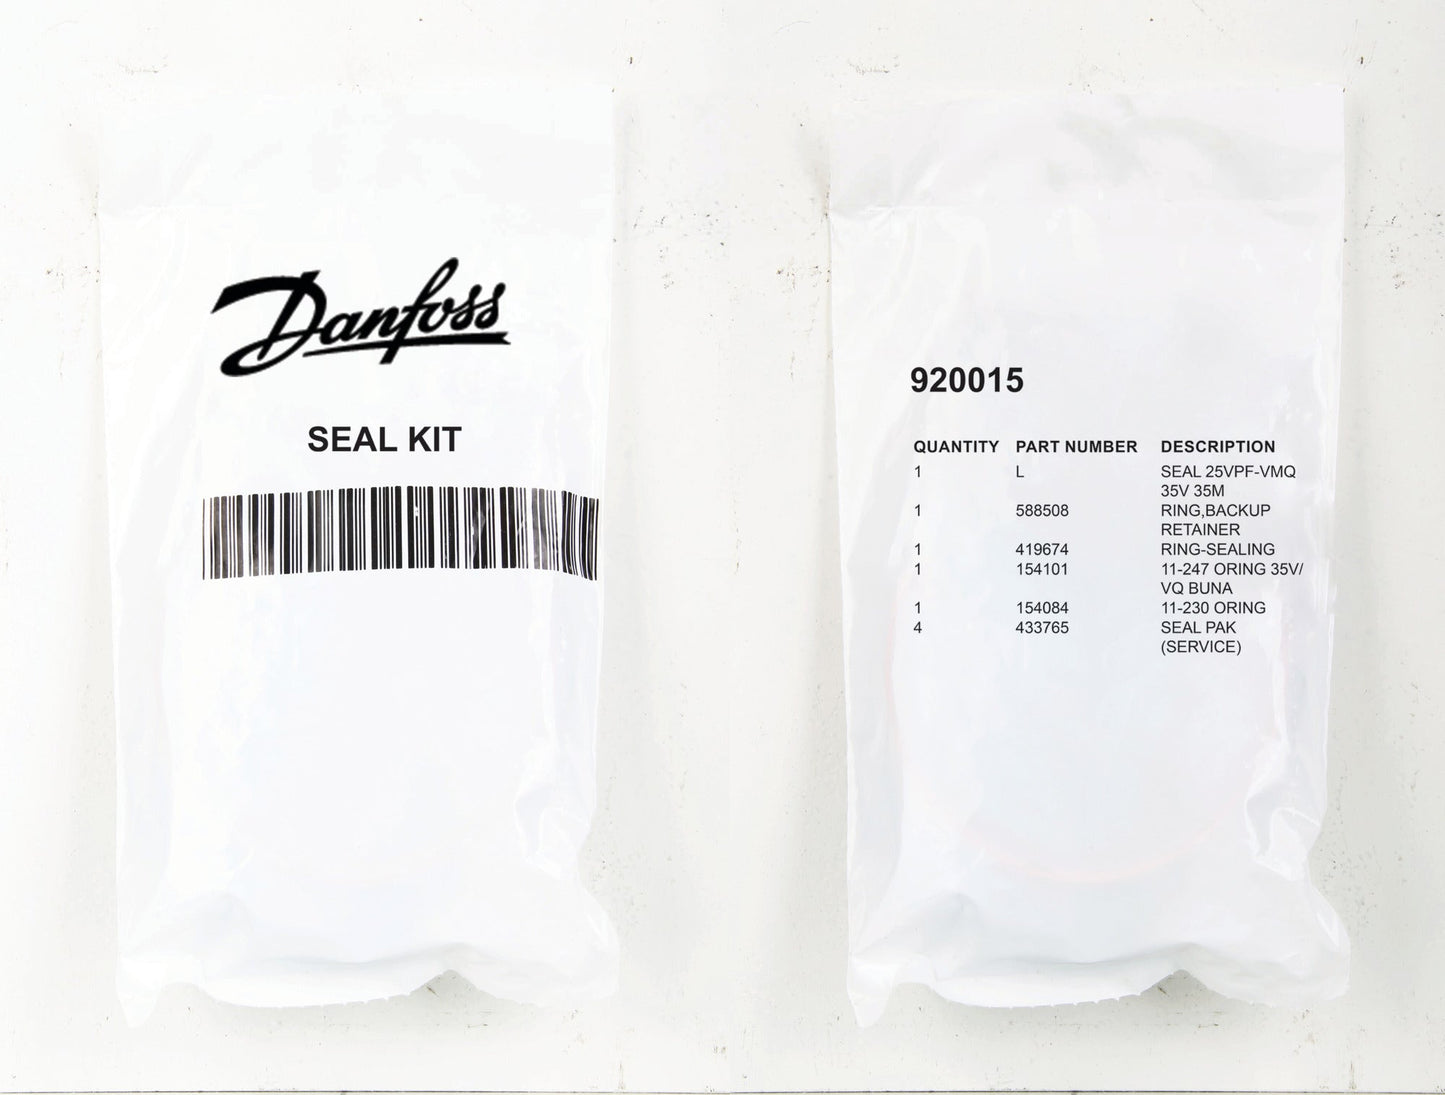 Danfoss
SEAL KIT
920015
QUANTITY PART NUMBER DESCRIPTION
1 L SEAL 25VPF-VMQ
35V 35M
1 588508 RING,BACKUP
RETAINER
1 419674 RING-SEALING
1 154101 11-247 ORING 35V/
VQ BUNA
1 154084 11-230 ORING
4 433765 SEAL PAK
(SERVICE)